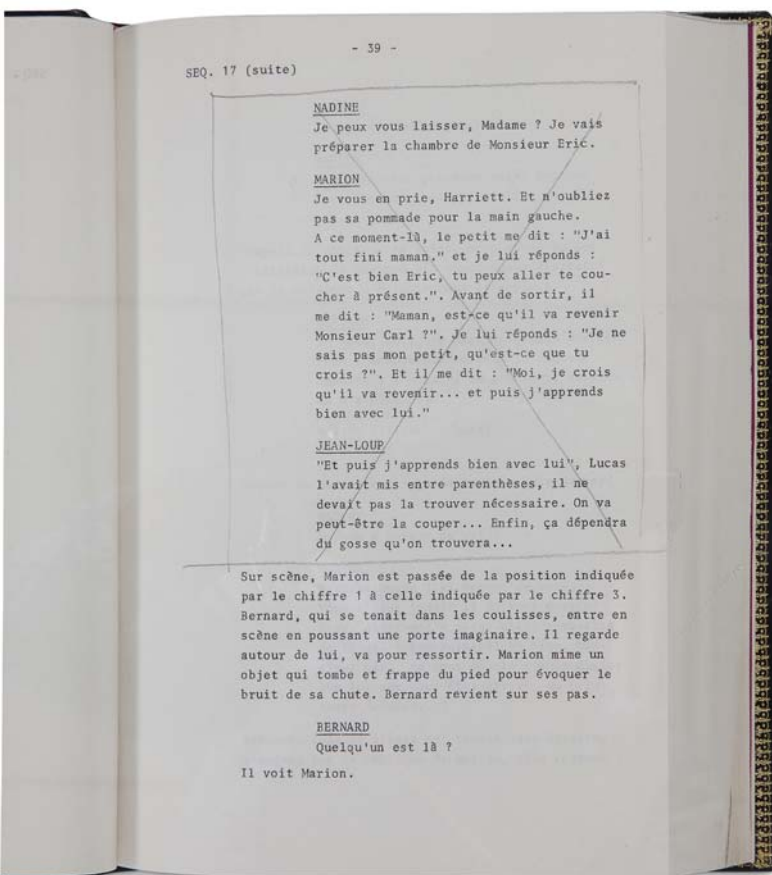 - 39 -
SEQ. 17 (suite)
NADINE
Je peux vous laisser, Madame ? Je vais
préparer la chambre de Monsieur Eric.
MARION
Je vous en prie, Harriett. Et n'oubliez
pas sa pommade pour la main gauche.
A ce moment-là, le petit me dit : "J'ai
tout fini maman." et je lui réponds :
"C'est bien Eric, tu peux aller te cou-
cher à présent.". Avant de sortir, il
me dit : "Maman, est-ce qu'il va revenir
Monsieur Carl ?". Je lui réponds : "Je ne
sais pas mon petit, qu'est-ce que tu
crois ?". Et il me dit : "Moi, je crois
qu'il va revenir... et puis j'apprends
bien avec lui."
JEAN-LOUP
"Et puis j'apprends bien avec lui", Lucas
l'avait mis entre parenthèses, il ne
devait pas la trouver nécessaire. On va
peut-être la couper... Enfin, ça dépendra
du gosse qu'on trouvera...
Sur scène, Marion est passée de la position indiquée
par le chiffre 1 à celle indiquée par le chiffre 3.
Bernard, qui se tenait dans les coulisses, entre en
scène en poussant une porte imaginaire. Il regarde
autour de lui, va pour ressortir. Marion mime un
objet qui tombe et frappe du pied pour évoquer le
bruit de sa chute. Bernard revient sur ses pas.
BERNARD
Quelqu'un est là ?
Il voit Marion.